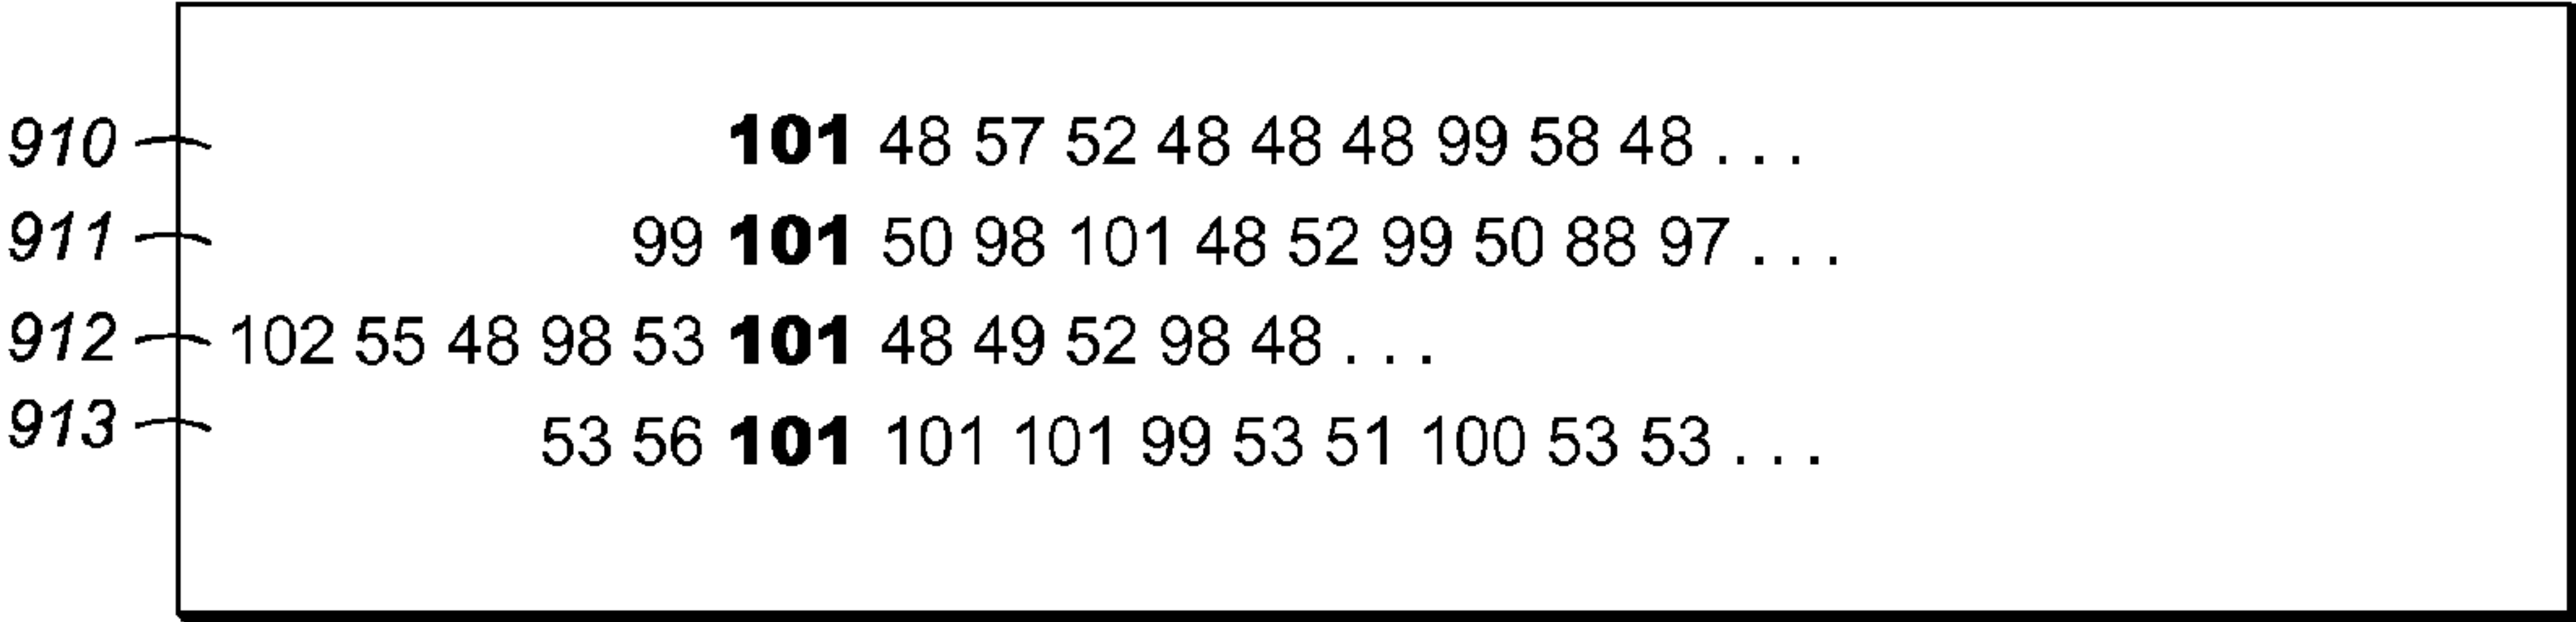 910 101 48 57 52 48 48 48 99 58 48 . . .
911 99 101 50 98 101 48 52 99 50 88 97 . . .
912 102 55 48 98 53 101 48 49 52 98 48 . . .
913 53 56 101 101 101 99 53 51 100 53 53 . . .